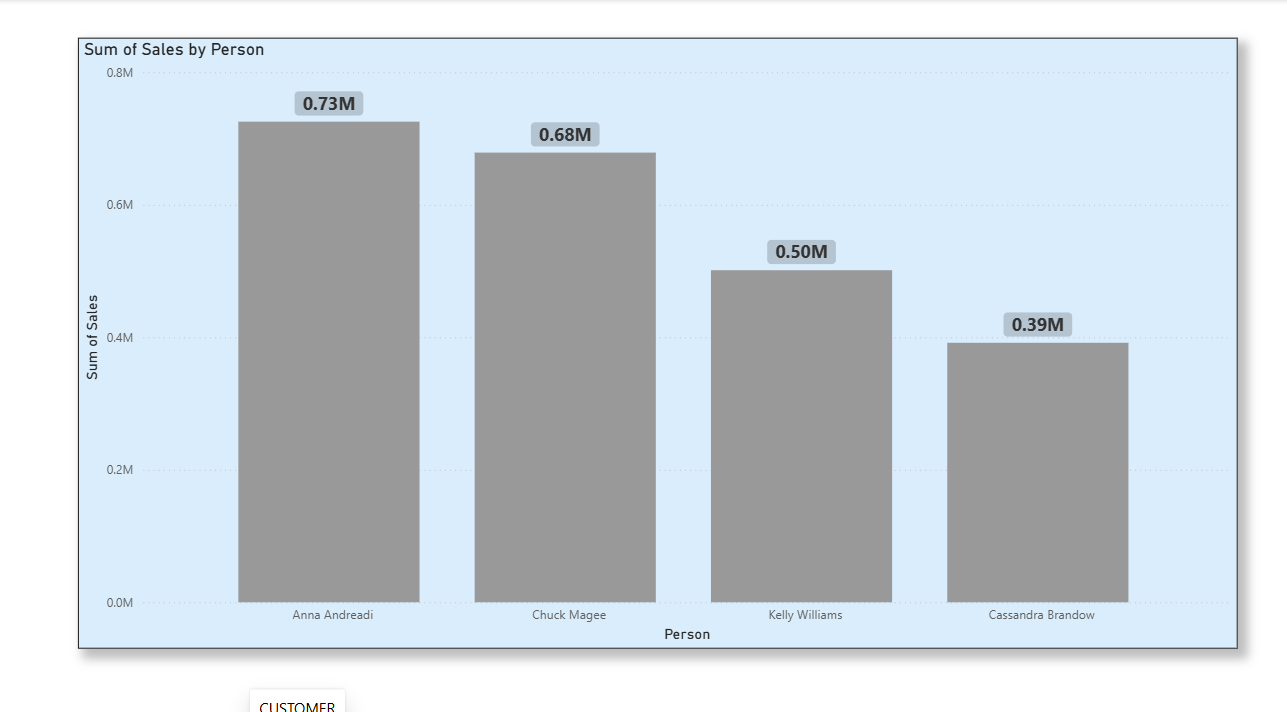 Sum of Sales by Person
0.8M
0.73M
0.68M
0.6M
0.50M
0.4M
0.39M
0.2M
0.0M
Sum of Sales
Anna Andreadi Chuck Magee Kelly Williams Cassandra Brandow
Person
CUSTOMER